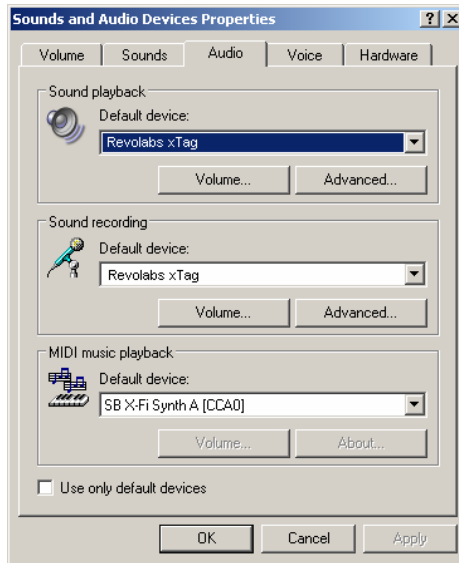 Sounds and Audio Devices Properties
Volume Sounds Audio Voice Hardware
Sound playback
Default device:
Revolabs xTag
Volume... Advanced...
Sound recording
Default device:
Revolabs xTag
Volume... Advanced...
MIDI music playback
Default device:
SB X-Fi Synth A [CCA0]
Volume... About...
Use only default devices
OK Cancel Apply